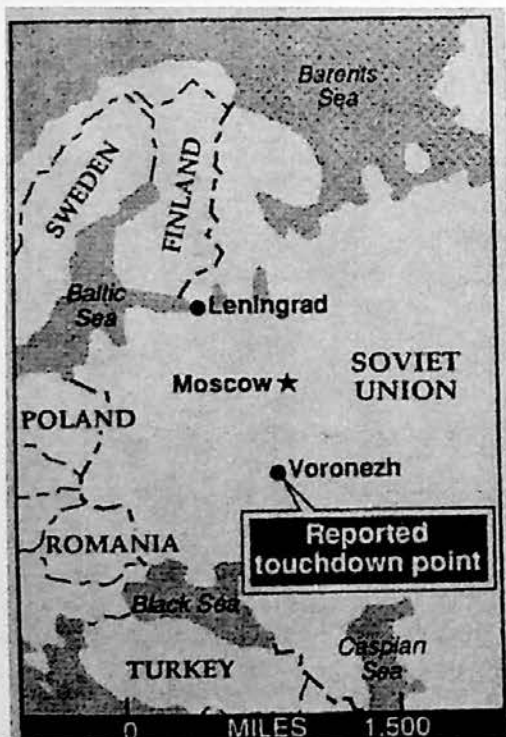 Barents
Sea
SWEDEN
FINLAND
Baltic
Sea
Leningrad
Moscow
SOVIET
UNION
POLAND
Voronezh
Reported
touchdown point
ROMANIA
Black Sea
Caspian
Sea
TURKEY
0 MILES 1.500